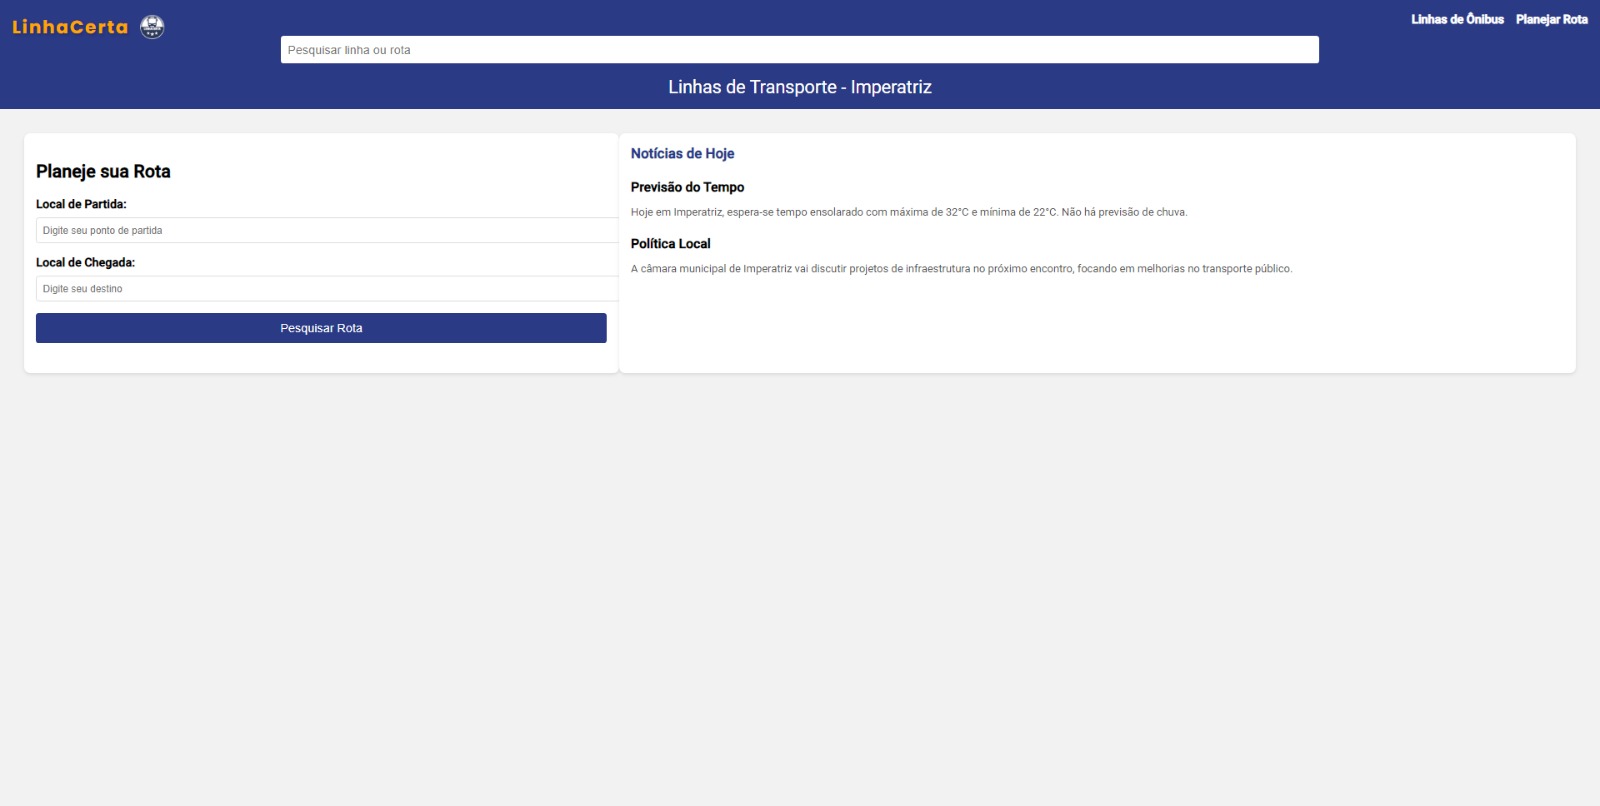 LinhaCerta
Linhas de Ônibus Planejar Rota
Pesquisar linha ou rota
Linhas de Transporte - Imperatriz
Planeje sua Rota
Local de Partida:
Digite seu ponto de partida
Local de Chegada:
Digite seu destino
Pesquisar Rota
Notícias de Hoje
Previsão do Tempo
Hoje em Imperatriz, espera-se tempo ensolarado com máxima de 32°C e mínima de 22°C. Não há previsão de chuva.
Política Local
A câmara municipal de Imperatriz vai discutir projetos de infraestrutura no próximo encontro, focando em melhorias no transporte público.